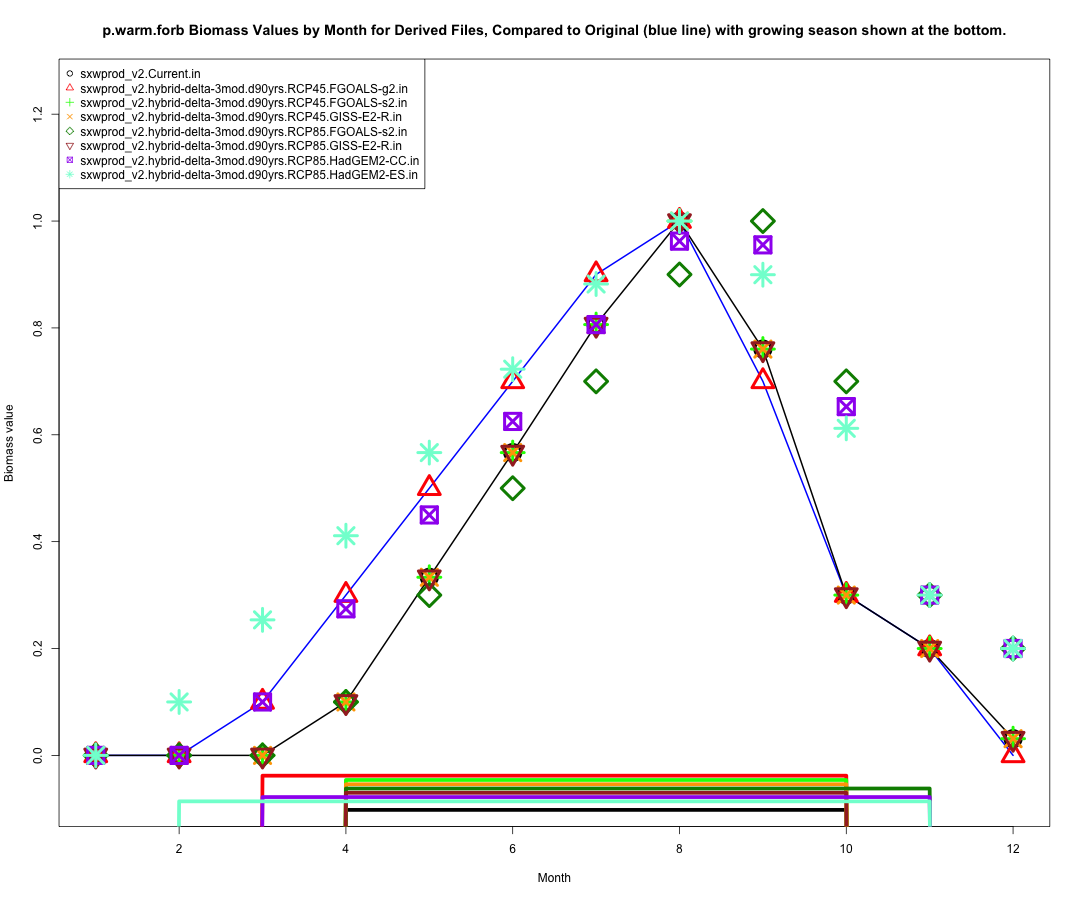 p.warm.forb Biomass Values by Month for Derived Files, Compared to Original (blue line) with growing season shown at the bottom.
sxwprod_v2.Current.in
sxwprod_v2.hybrid-delta-3mod.d90yrs.RCP45.FGOALS-g2.in
sxwprod_v2.hybrid-delta-3mod.d90yrs.RCP45.FGOALS-s2.in
sxwprod_v2.hybrid-delta-3mod.d90yrs.RCP45.GISS-E2-R.in
sxwprod_v2.hybrid-delta-3mod.d90yrs.RCP85.FGOALS-s2.in
sxwprod_v2.hybrid-delta-3mod.d90yrs.RCP85.GISS-E2-R.in
sxwprod_v2.hybrid-delta-3mod.d90yrs.RCP85.HadGEM2-CC.in
sxwprod_v2.hybrid-delta-3mod.d90yrs.RCP85.HadGEM2-ES.in
1.2
1.0
0.8
0.6
0.4
0.2
0.0
Biomass value
2 4 6 8 10 12
Month